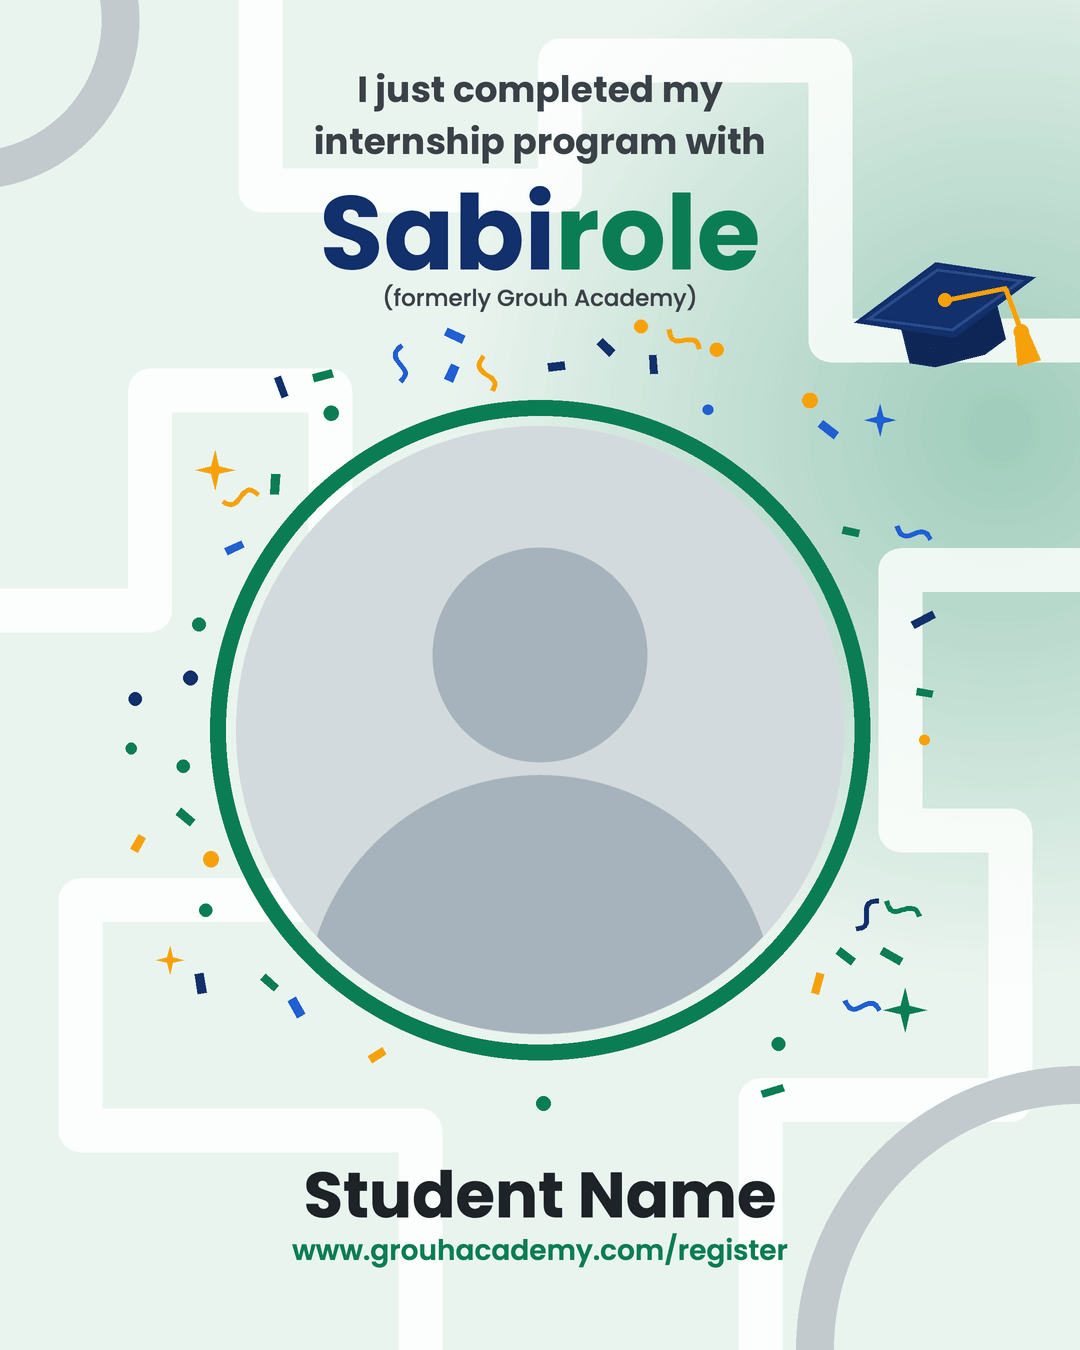 I just completed my
internship program with
Sabirole
(formerly Grouh Academy)
Student Name
www.grouhacademy.com/register